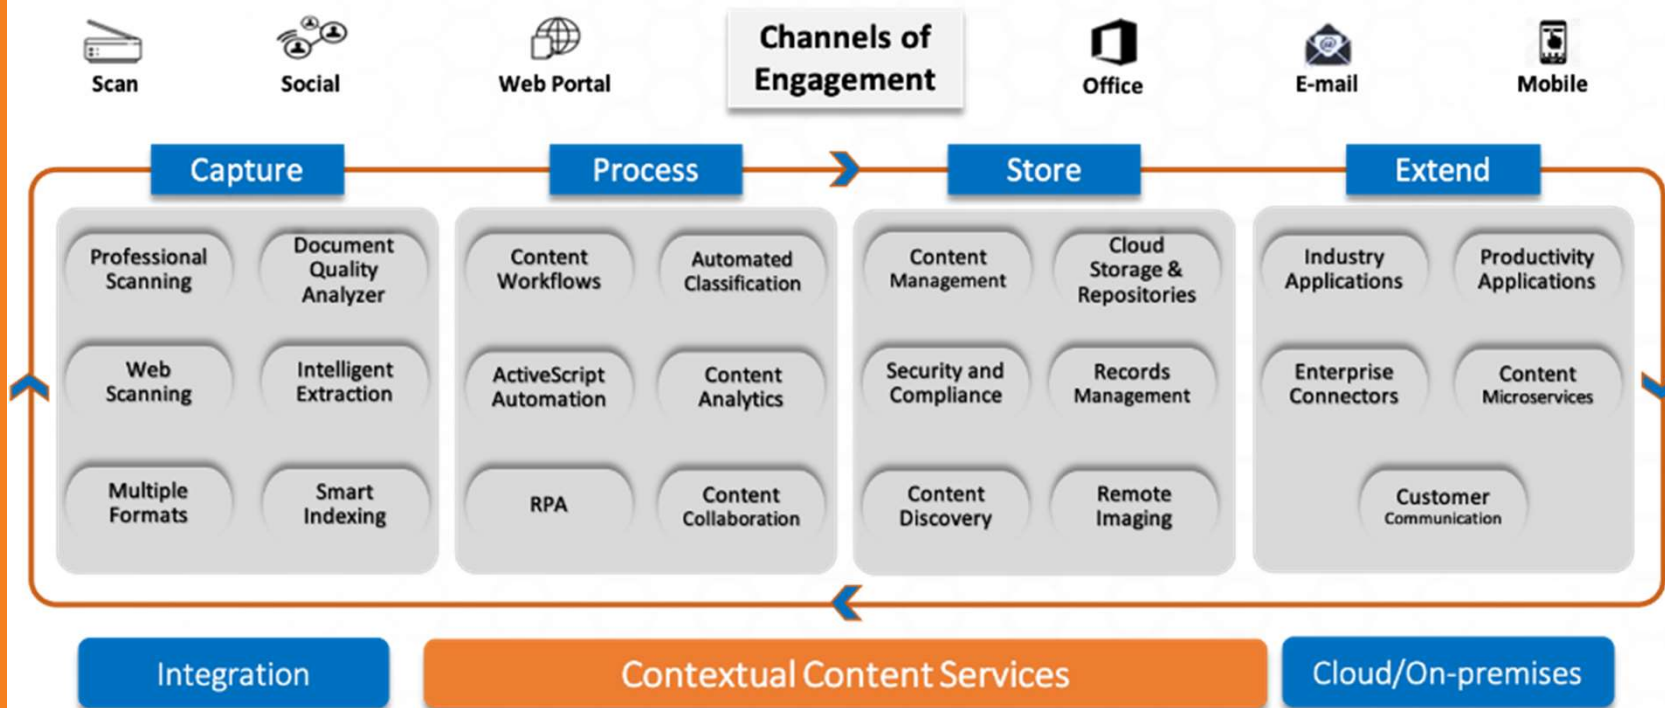 Channels of
Engagement
Scan
Social
Web Portal
Office
E-mail
Mobile
Capture
Process
Store
Extend
Professional
Scanning
Document
Quality
Analyzer
Web
Scanning
Intelligent
Extraction
Multiple
Formats
Smart
Indexing
Content
Workflows
Automated
Classification
ActiveScript
Automation
Content
Analytics
RPA
Content
Collaboration
Content
Management
Cloud
Storage &
Repositories
Security and
Compliance
Records
Management
Content
Discovery
Remote
Imaging
Industry
Applications
Productivity
Applications
Enterprise
Connectors
Content
Microservices
Customer
Communication
Integration
Contextual Content Services
Cloud/On-premises